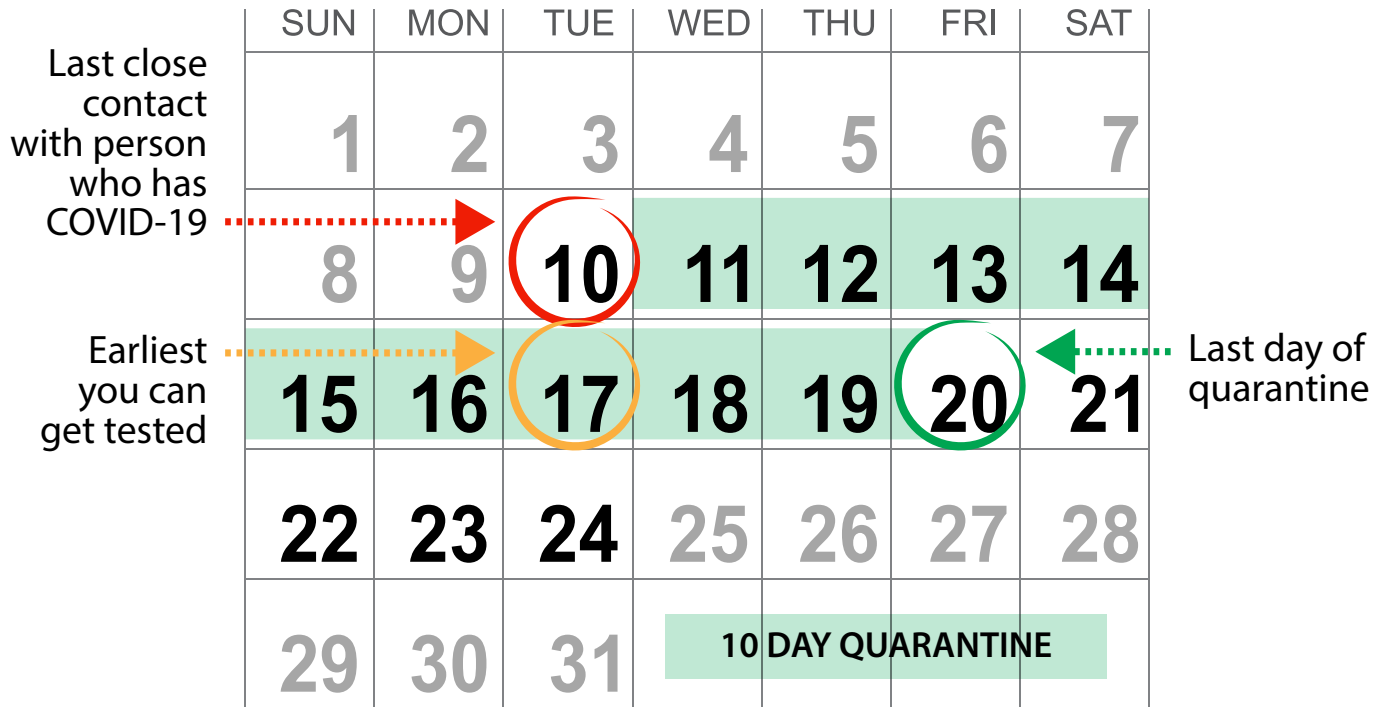 SUN MON TUE WED THU FRI SAT
Last close
contact
with person
who has
COVID-19
1 2 3 4 5 6 7
8 9 10 11 12 13 14
Earliest
you can
get tested
15 16 17 18 19 20 21
Last day of
quarantine
22 23 24 25 26 27 28
29 30 31
10 DAY QUARANTINE